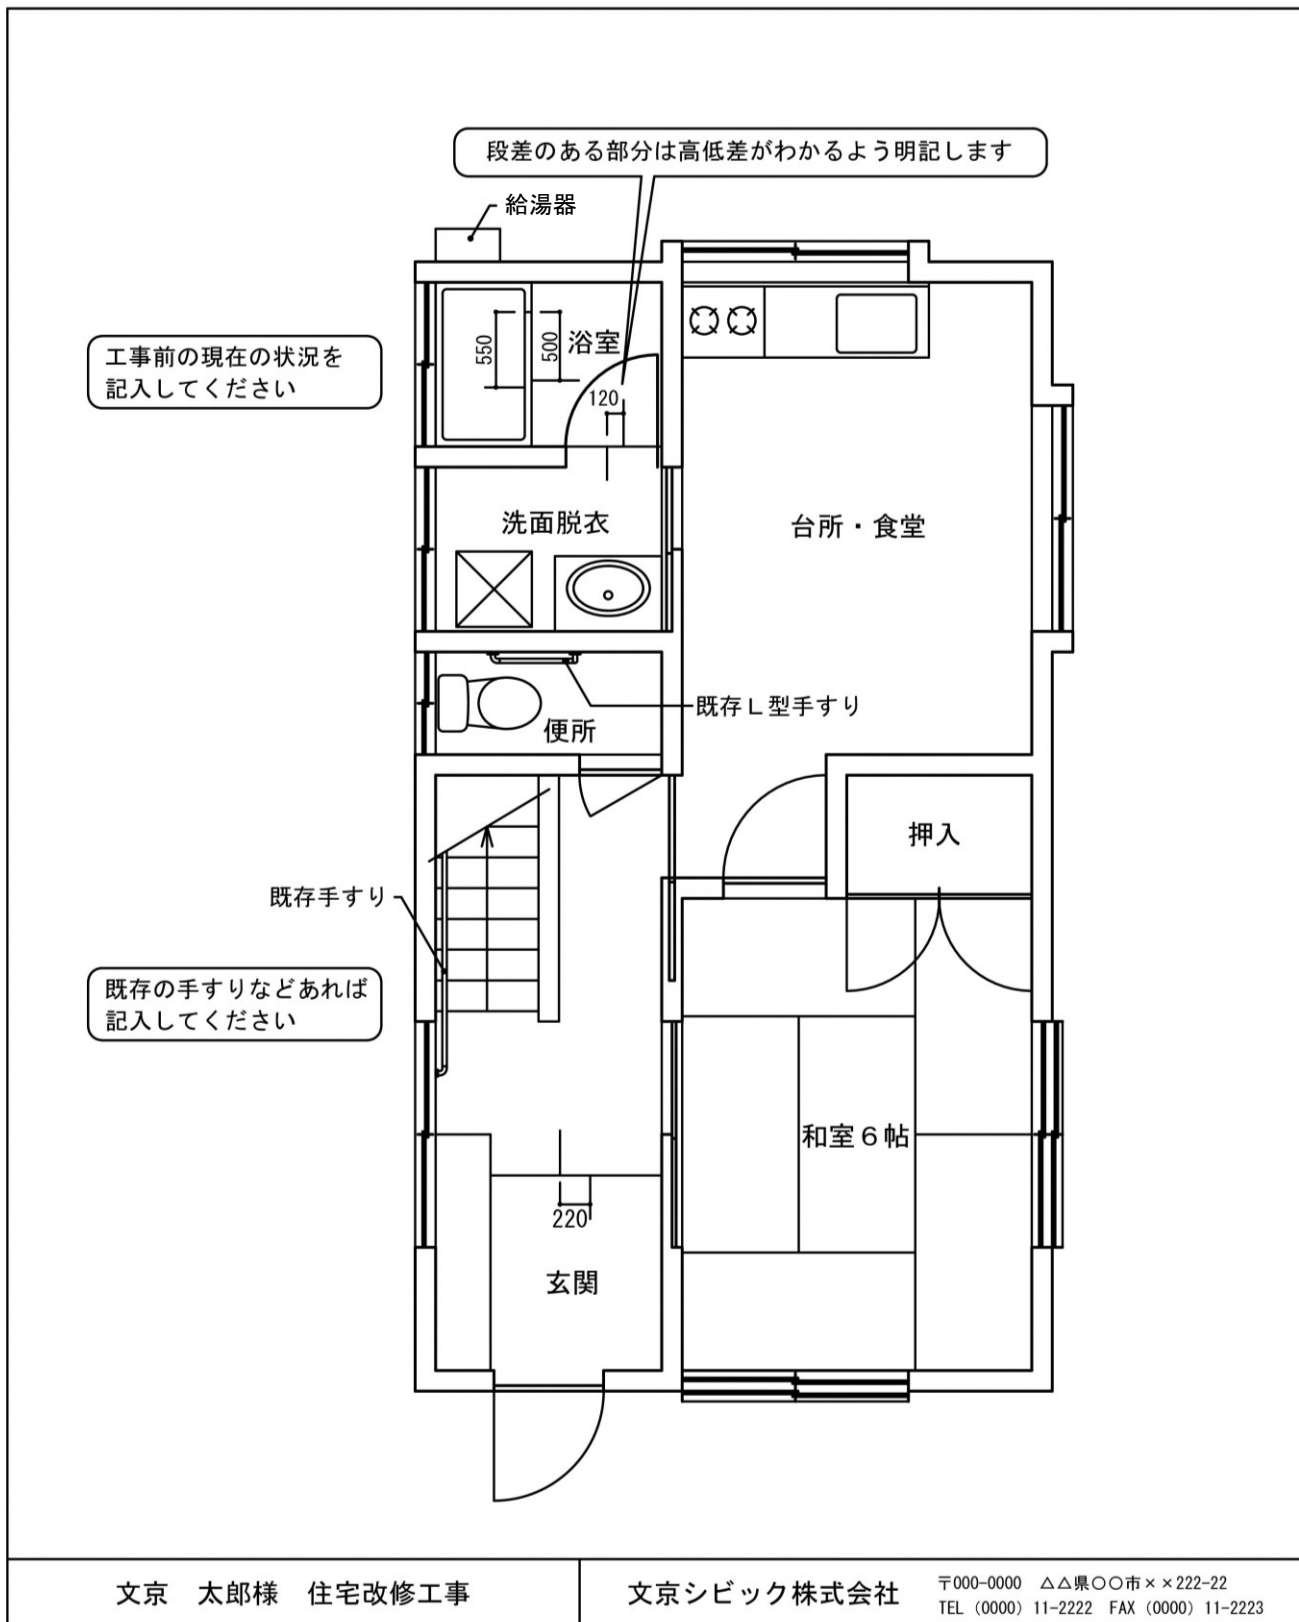 段差のある部分は高低差がわかるよう明記します
給湯器
工事前の現在の状況を
記入してください
550
500
浴室
120
洗面脱衣
台所・食堂
既存Ｌ型手すり
便所
押入
既存手すり
既存の手すりなどあれば
記入してください
和室６帖
220
玄関
文京　太郎様　住宅改修工事
文京シビック株式会社
〒000-0000　△△県〇〇市××222-22
TEL (0000) 11-2222　FAX (0000) 11-2223